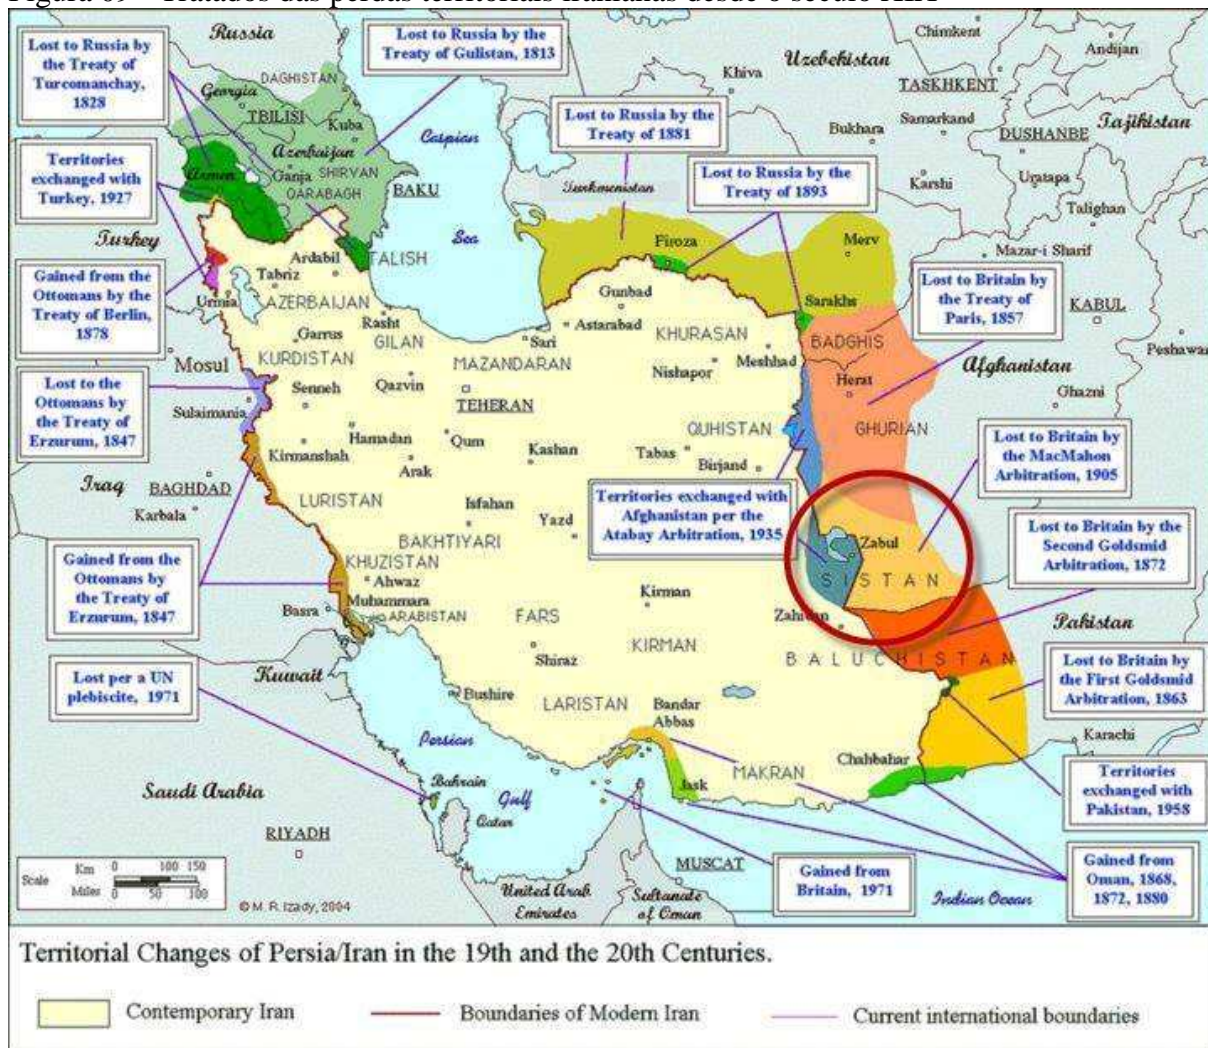 Figura 09 – Tratados das perdas territoriais iranianas desde o século XIX
Russia
Lost to Russia by
the Treaty of
Turcomanchay,
1828
Lost to Russia by the
Treaty of Gulistan, 1813
Uzebekistan
Chimkent
Andijan
Khiva
TASKHKENT
DAGHISTAN
Georgia
TBILISI
Kuba
Caspian
Sea
Lost to Russia by the
Treaty of 1881
Bukhara
Samarkand
DUSHANBE
Tajikistan
Territories
exchanged with
Turkey, 1927
Armen
Azerbaijan
Ganja
SHIRVAN
QARABAGH
BAKU
Turkmenistan
Lost to Russia by the
Treaty of 1893
Karshi
Uratapa
Talighan
Turkey
Ardabil
TALISH
Firoza
Merv
Mazar-i Sharif
Gained from the
Ottomans by the
Treaty of Berlin,
1878
Tabriz
Urmia
AZERBAIJAN
Gunbad
Sarakhs
Lost to Britain by
the Treaty of
Paris, 1857
KABUL
Garrus
Rasht
GILAN
Sari
Astarabad
KHURASAN
BADGHIS
Mosul
KURDISTAN
MAZANDARAN
Meshhad
Nishapor
Peshawar
Afghanistan
Lost to the
Ottomans by
the Treaty of
Erzurum, 1847
Senneh
Qazvin
TEHERAN
Herat
Ghazni
Sulaimania
Hamadan
Qum
Kashan
QUHISTAN
GHURIAN
Lost to Britain by
the MacMahon
Arbitration, 1905
Kirmanshah
Arak
Tabas
Birjand
Iraq
BAGHDAD
Karbala
LURISTAN
Isfahan
Yazd
Territories exchanged with
Afghanistan per the
Atabay Arbitration, 1935
Lost to Britain by the
Second Goldsmid
Arbitration, 1872
BAKHTIYARI
Zabul
SISTAN
Gained from the
Ottomans by
the Treaty of
Erzurum, 1847
KHUZISTAN
Ahwaz
Muhammara
ARABISTAN
Basra
FARS
Kirman
KIRMAN
Zahidan
Pakistan
BALUCHISTAN
Shiraz
Lost to Britain by
the First Goldsmid
Arbitration, 1863
Lost per a UN
plebiscite, 1971
Kuwait
Bushire
LARISTAN
Bandar
Abbas
Karachi
Persian
Gulf
Chahbahar
Saudi Arabia
Bahrain
Qatar
Jask
MAKRAN
Territories
exchanged with
Pakistan, 1958
RIYADH
MUSCAT
Gained from
Britain, 1971
Gained from
Oman, 1868,
1872, 1880
Indian Ocean
Scale
Km 0 100 150
Miles 0 50 100
© M. R. Izady, 2004
United Arab
Emirates
Sultanate
of Oman
Territorial Changes of Persia/Iran in the 19th and the 20th Centuries.
Contemporary Iran
Boundaries of Modern Iran
Current international boundaries